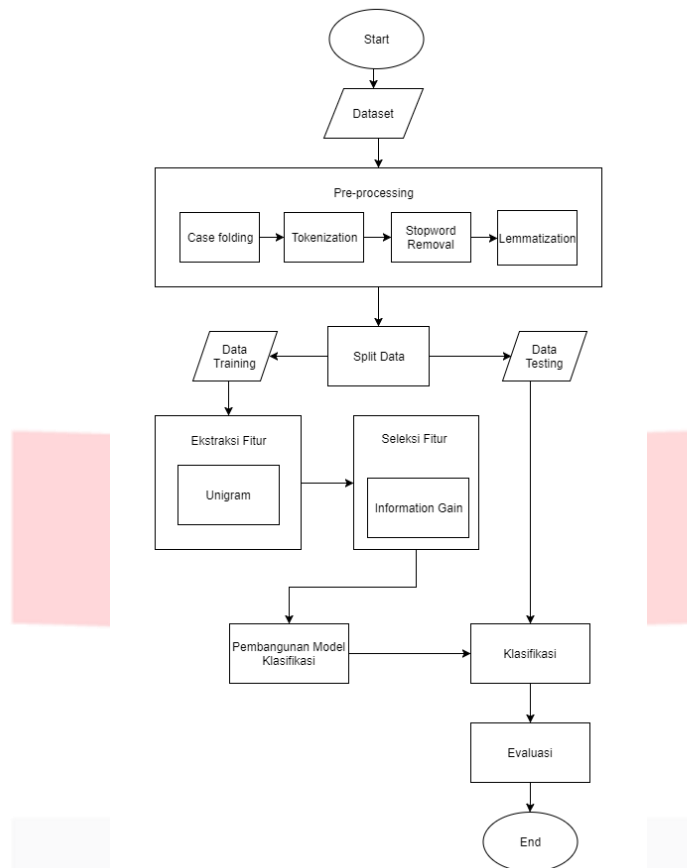 Start
Dataset
Pre-processing
Case folding
Tokenization
Stopword
Removal
Lemmatization
Data
Training
Split Data
Data
Testing
Ekstraksi Fitur
Unigram
Seleksi Fitur
Information Gain
Pembangunan Model
Klasifikasi
Klasifikasi
Evaluasi
End